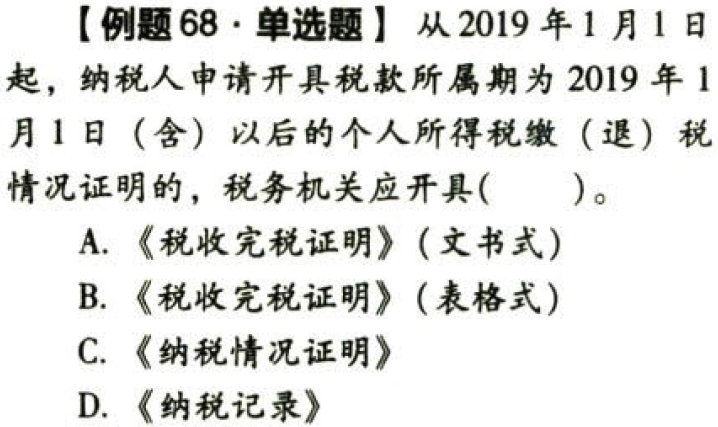 【例题68·单选题】 从2019年1月1日
起，纳税人申请开具税款所属期为2019年1
月1日（含）以后的个人所得税缴（退）税
情况证明的，税务机关应开具(　　)。
A. 《税收完税证明》(文书式)
B. 《税收完税证明》(表格式)
C. 《纳税情况证明》
D. 《纳税记录》